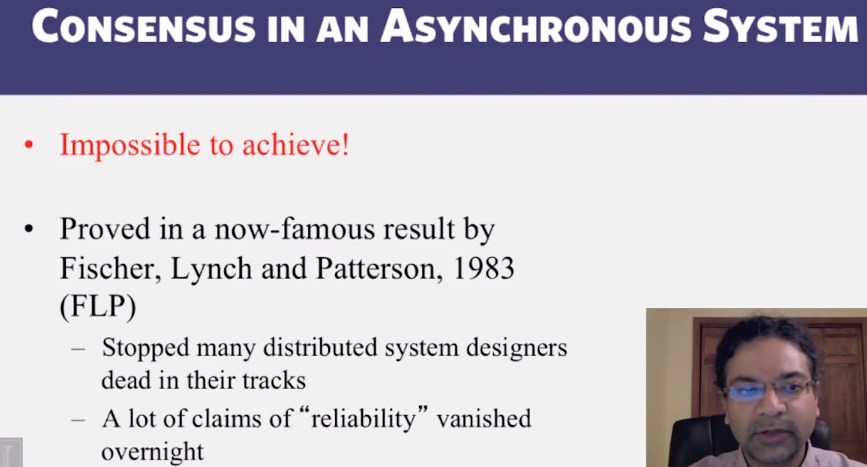 CONSENSUS IN AN ASYNCHRONOUS SYSTEM
• Impossible to achieve!
• Proved in a now-famous result by
Fischer, Lynch and Patterson, 1983
(FLP)
– Stopped many distributed system designers
dead in their tracks
– A lot of claims of “reliability” vanished
overnight